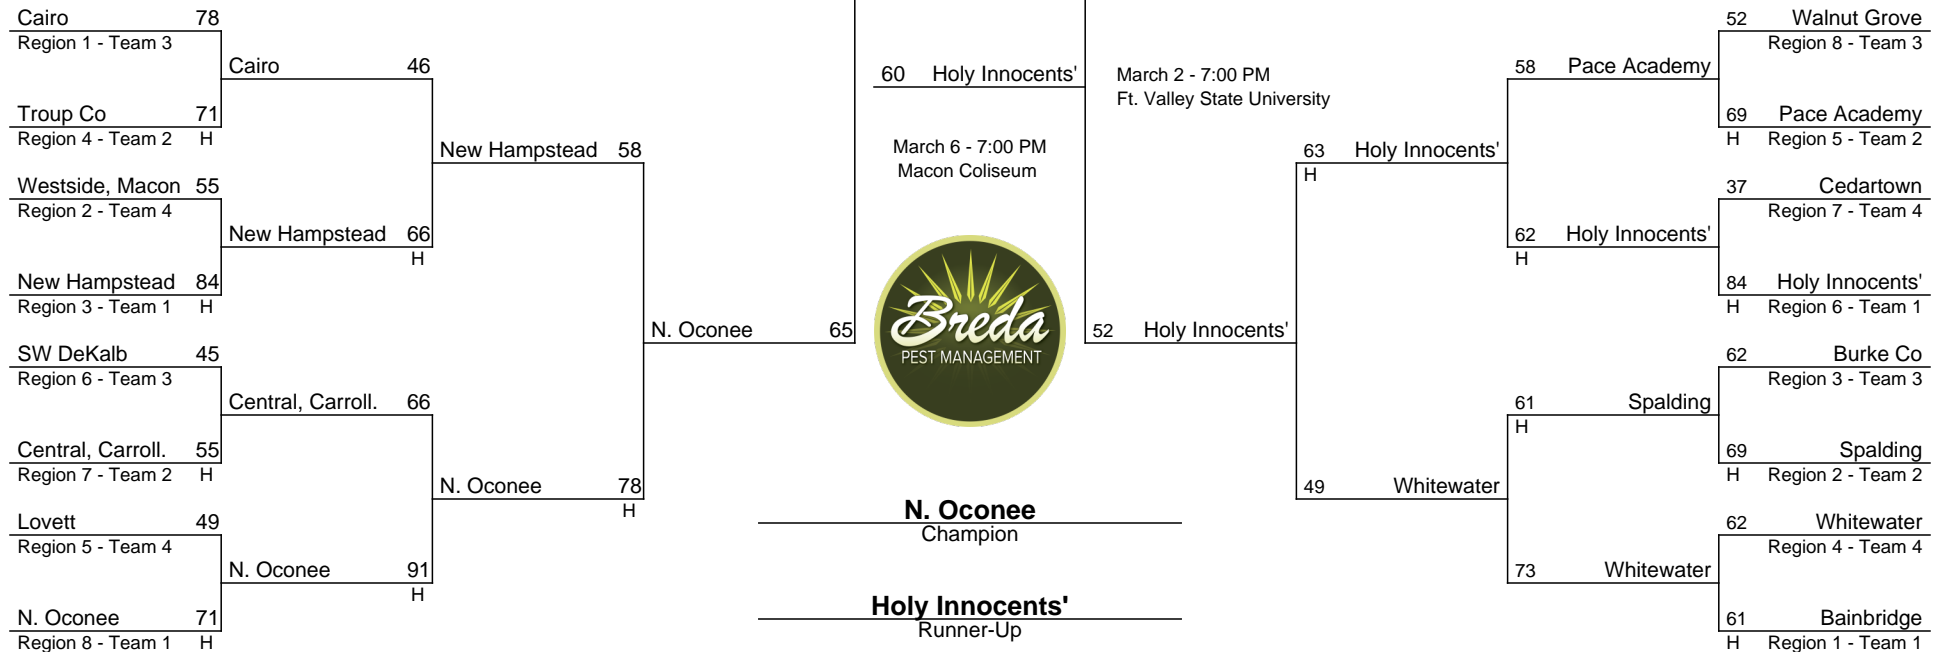 Cairo 78
Region 1 - Team 3
Cairo 46
Troup Co 71
Region 4 - Team 2 H
New Hampstead 58
Westside, Macon 55
Region 2 - Team 4
New Hampstead 66
H
New Hampstead 84
Region 3 - Team 1 H
N. Oconee 65
SW DeKalb 45
Region 6 - Team 3
Central, Carroll. 66
Central, Carroll. 55
Region 7 - Team 2 H
N. Oconee 78
H
Lovett 49
Region 5 - Team 4
N. Oconee 91
H
N. Oconee 71
Region 8 - Team 1 H
60 Holy Innocents'
March 6 - 7:00 PM
Macon Coliseum
Breda
PEST MANAGEMENT
N. Oconee
Champion
Holy Innocents'
Runner-Up
March 2 - 7:00 PM
Ft. Valley State University
52 Holy Innocents'
63 Holy Innocents'
H
49 Whitewater
58 Pace Academy
62 Holy Innocents'
H
61 Spalding
H
73 Whitewater
52 Walnut Grove
Region 8 - Team 3
69 Pace Academy
H Region 5 - Team 2
37 Cedartown
Region 7 - Team 4
84 Holy Innocents'
H Region 6 - Team 1
62 Burke Co
Region 3 - Team 3
69 Spalding
H Region 2 - Team 2
62 Whitewater
Region 4 - Team 4
61 Bainbridge
H Region 1 - Team 1